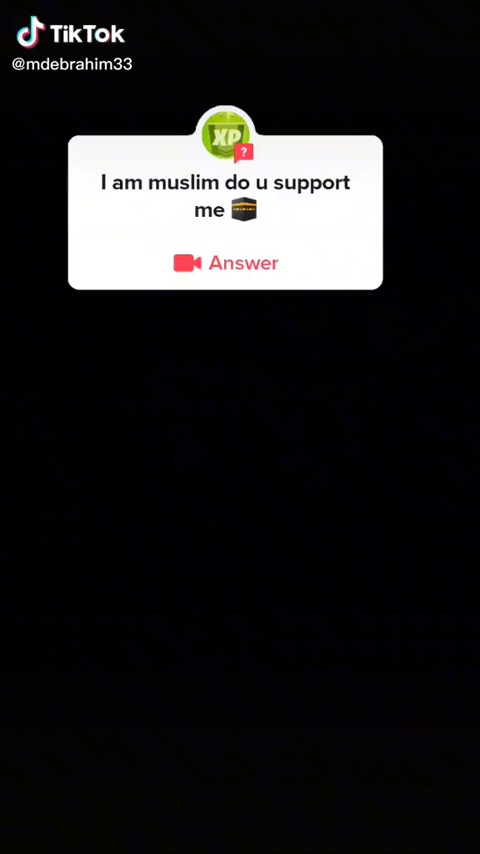 TikTok
@mdebrahim33
XP
?
I am muslim do u support
me 🕋
Answer